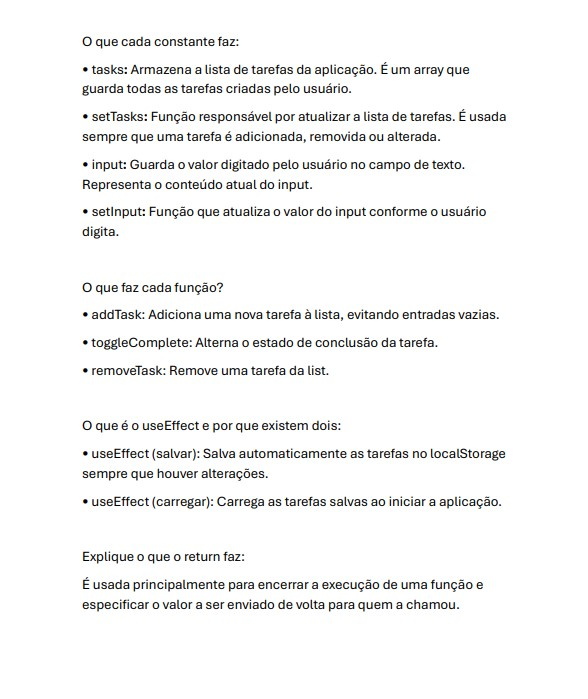 O que cada constante faz:
• tasks: Armazena a lista de tarefas da aplicação. É um array que
guarda todas as tarefas criadas pelo usuário.
• setTasks: Função responsável por atualizar a lista de tarefas. É usada
sempre que uma tarefa é adicionada, removida ou alterada.
• input: Guarda o valor digitado pelo usuário no campo de texto.
Representa o conteúdo atual do input.
• setInput: Função que atualiza o valor do input conforme o usuário
digita.
O que faz cada função?
• addTask: Adiciona uma nova tarefa à lista, evitando entradas vazias.
• toggleComplete: Alterna o estado de conclusão da tarefa.
• removeTask: Remove uma tarefa da list.
O que é o useEffect e por que existem dois:
• useEffect (salvar): Salva automaticamente as tarefas no localStorage
sempre que houver alterações.
• useEffect (carregar): Carrega as tarefas salvas ao iniciar a aplicação.
Explique o que o return faz:
É usada principalmente para encerrar a execução de uma função e
especificar o valor a ser enviado de volta para quem a chamou.